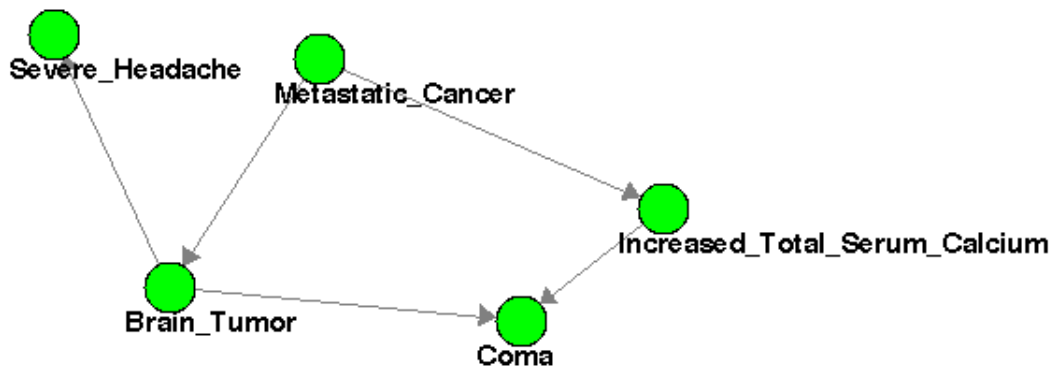 Severe_Headache
Metastatic_Cancer
Increased_Total_Serum_Calcium
Brain_Tumor
Coma